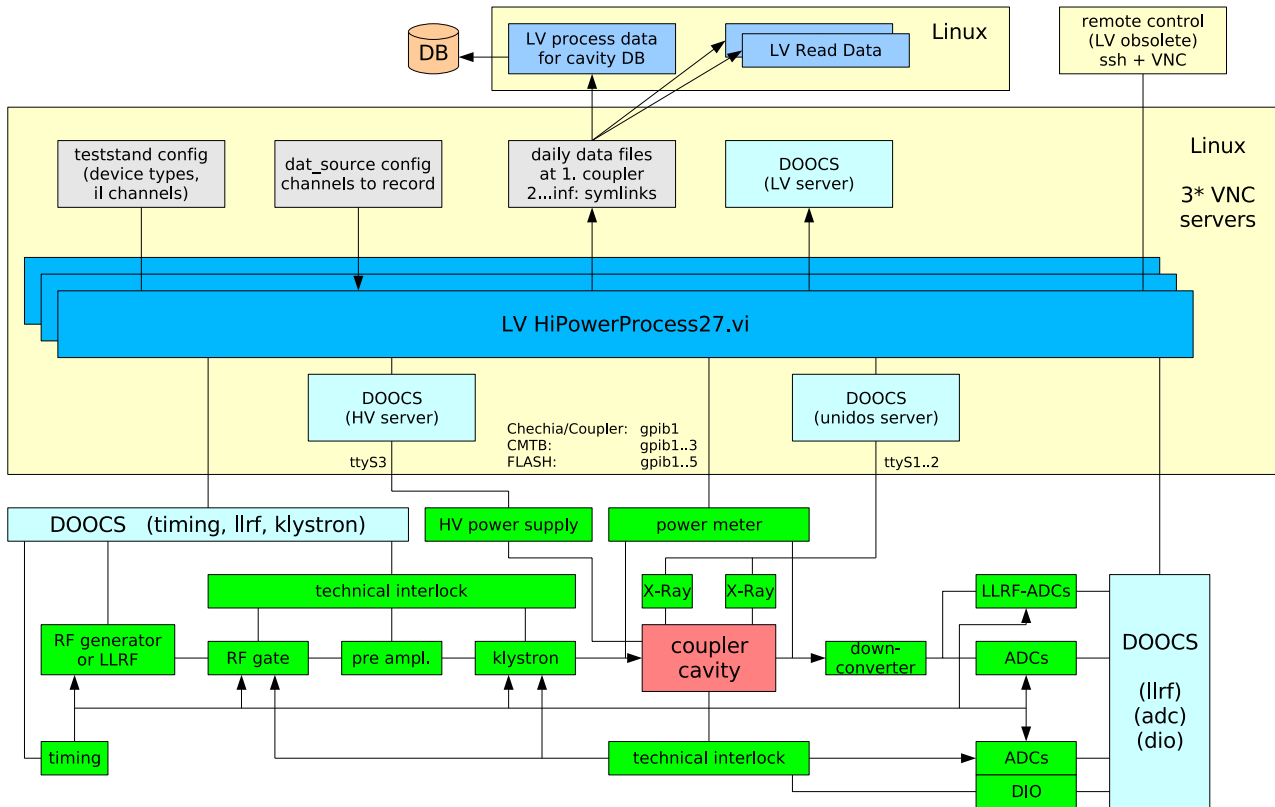 LV process data
for cavity DB
DB
LV Read Data
Linux
remote control
(LV obsolete)
ssh + VNC
teststand config
(device types,
il channels)
dat_source config
channels to record
daily data files
at 1. coupler
2...inf: symlinks
DOOCS
(LV server)
Linux
3* VNC
servers
LV HiPowerProcess27.vi
DOOCS
(HV server)
DOOCS
(unidos server)
Chechia/Coupler: gpib1
CMTB: gpib1..3
FLASH: gpib1..5
ttyS3
ttyS1..2
DOOCS (timing, llrf, klystron)
HV power supply
power meter
technical interlock
X-Ray
X-Ray
LLRF-ADCs
RF generator
or LLRF
RF gate
pre ampl.
klystron
coupler
cavity
down-
converter
ADCs
DOOCS
(llrf)
(adc)
(dio)
timing
technical interlock
ADCs
DIO